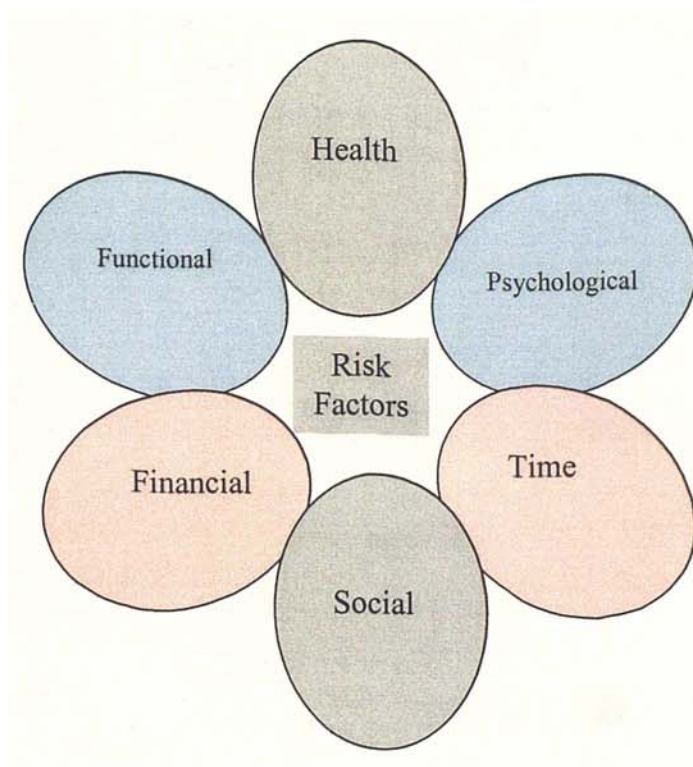 Health
Functional
Psychological
Risk
Factors
Financial
Time
Social